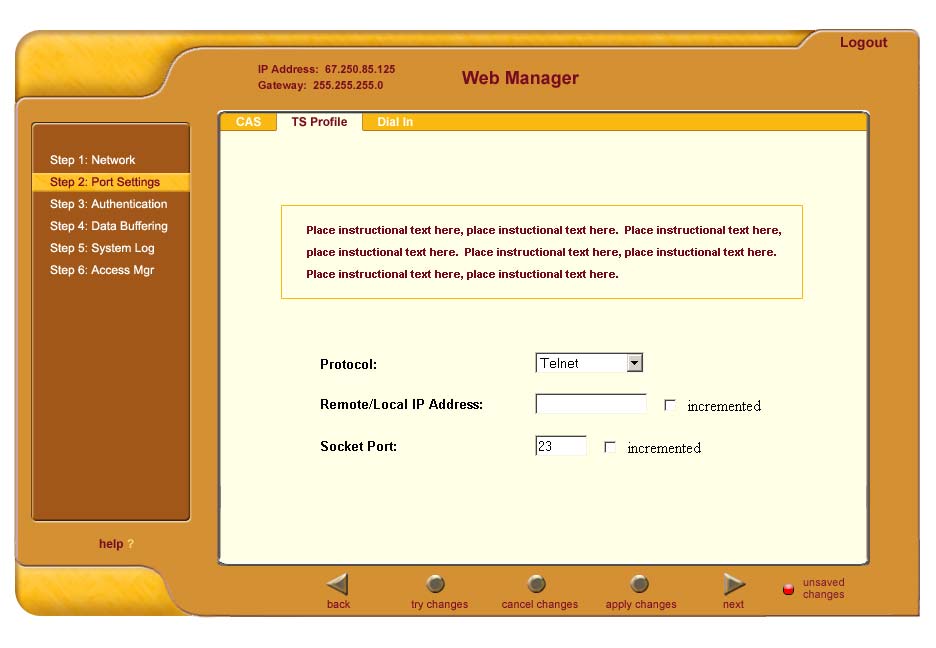 Logout
IP Address: 67.250.85.125
Gateway: 255.255.255.0
Web Manager
CAS
TS Profile
Dial In
Step 1: Network
Step 2: Port Settings
Step 3: Authentication
Step 4: Data Buffering
Step 5: System Log
Step 6: Access Mgr
help ?
Place instructional text here, place instuctional text here. Place instructional text here,
place instuctional text here. Place instructional text here, place instuctional text here.
Place instructional text here, place instuctional text here.
Protocol: Telnet
Remote/Local IP Address: incremented
Socket Port: 23 incremented
back
try changes
cancel changes
apply changes
next
unsaved
changes